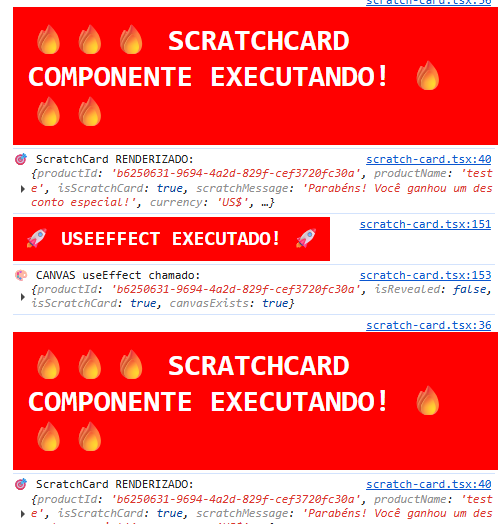 scratch-card.tsx:36
🔥🔥🔥 SCRATCHCARD
COMPONENTE EXECUTANDO! 🔥
🔥🔥
🎯 ScratchCard RENDERIZADO: scratch-card.tsx:40
{productId: 'b6250631-9694-4a2d-829f-cef3720fc30a', productName: 'test
e', isScratchCard: true, scratchMessage: 'Parabéns! Você ganhou um des
conto especial!', currency: 'US$', …}
scratch-card.tsx:151
🚀 USEEFFECT EXECUTADO! 🚀
🎨 CANVAS useEffect chamado: scratch-card.tsx:153
{productId: 'b6250631-9694-4a2d-829f-cef3720fc30a', isRevealed: false,
isScratchCard: true, canvasExists: true}
scratch-card.tsx:36
🔥🔥🔥 SCRATCHCARD
COMPONENTE EXECUTANDO! 🔥
🔥🔥
🎯 ScratchCard RENDERIZADO: scratch-card.tsx:40
{productId: 'b6250631-9694-4a2d-829f-cef3720fc30a', productName: 'test
e', isScratchCard: true, scratchMessage: 'Parabéns! Você ganhou um des